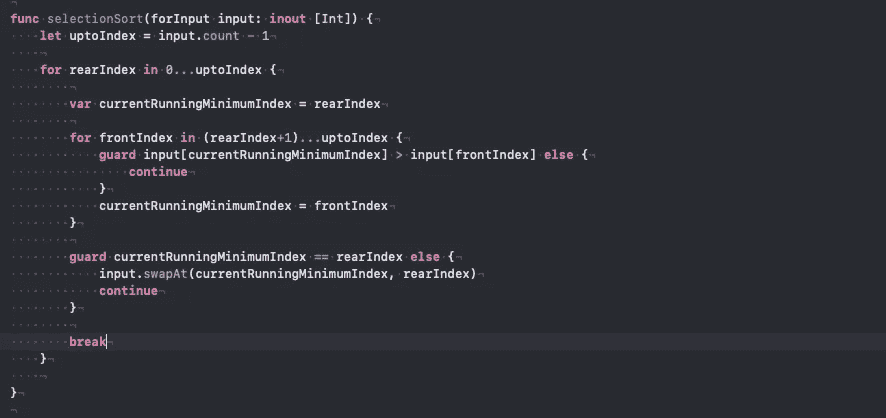 func selectionSort(forInput input: inout [Int]) {
    let uptoIndex = input.count - 1
    for rearIndex in 0...uptoIndex {
        var currentRunningMinimumIndex = rearIndex
        for frontIndex in (rearIndex+1)...uptoIndex {
            guard input[currentRunningMinimumIndex] > input[frontIndex] else {
                continue
            }
            currentRunningMinimumIndex = frontIndex
        }
        guard currentRunningMinimumIndex == rearIndex else {
            input.swapAt(currentRunningMinimumIndex, rearIndex)
            continue
        }
        break
    }
}